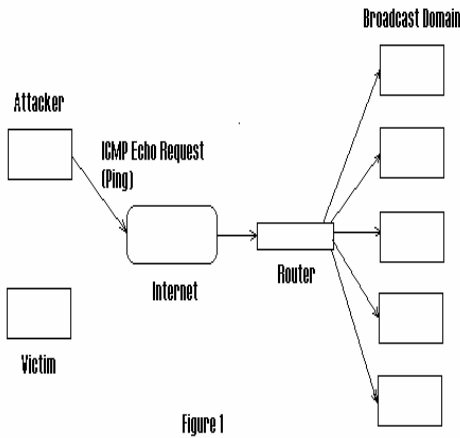 Broadcast Domain
Attacker
ICMP Echo Request
(Ping)
Internet
Router
Victim
Figure 1